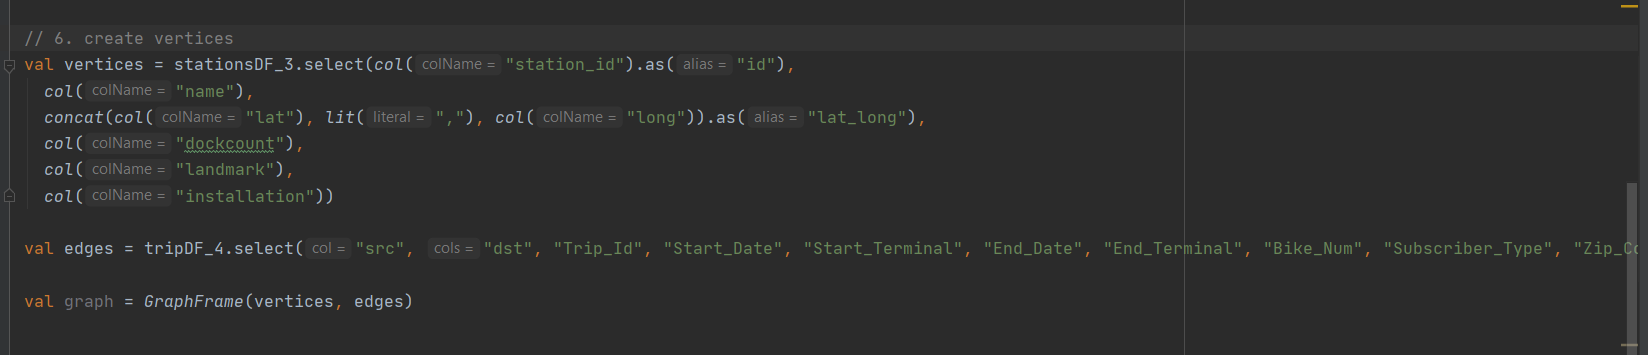 // 6. create vertices
val vertices = stationsDF_3.select(col( colName = "station_id").as( alias = "id"),
col( colName = "name"),
concat(col( colName = "lat"), lit( literal = ","), col( colName = "long")).as( alias = "lat_long"),
col( colName = "dockcount"),
col( colName = "landmark"),
col( colName = "installation"))
val edges = tripDF_4.select( col = "src", cols = "dst", "Trip_Id", "Start_Date", "Start_Terminal", "End_Date", "End_Terminal", "Bike_Num", "Subscriber_Type",
val graph = GraphFrame(vertices, edges)